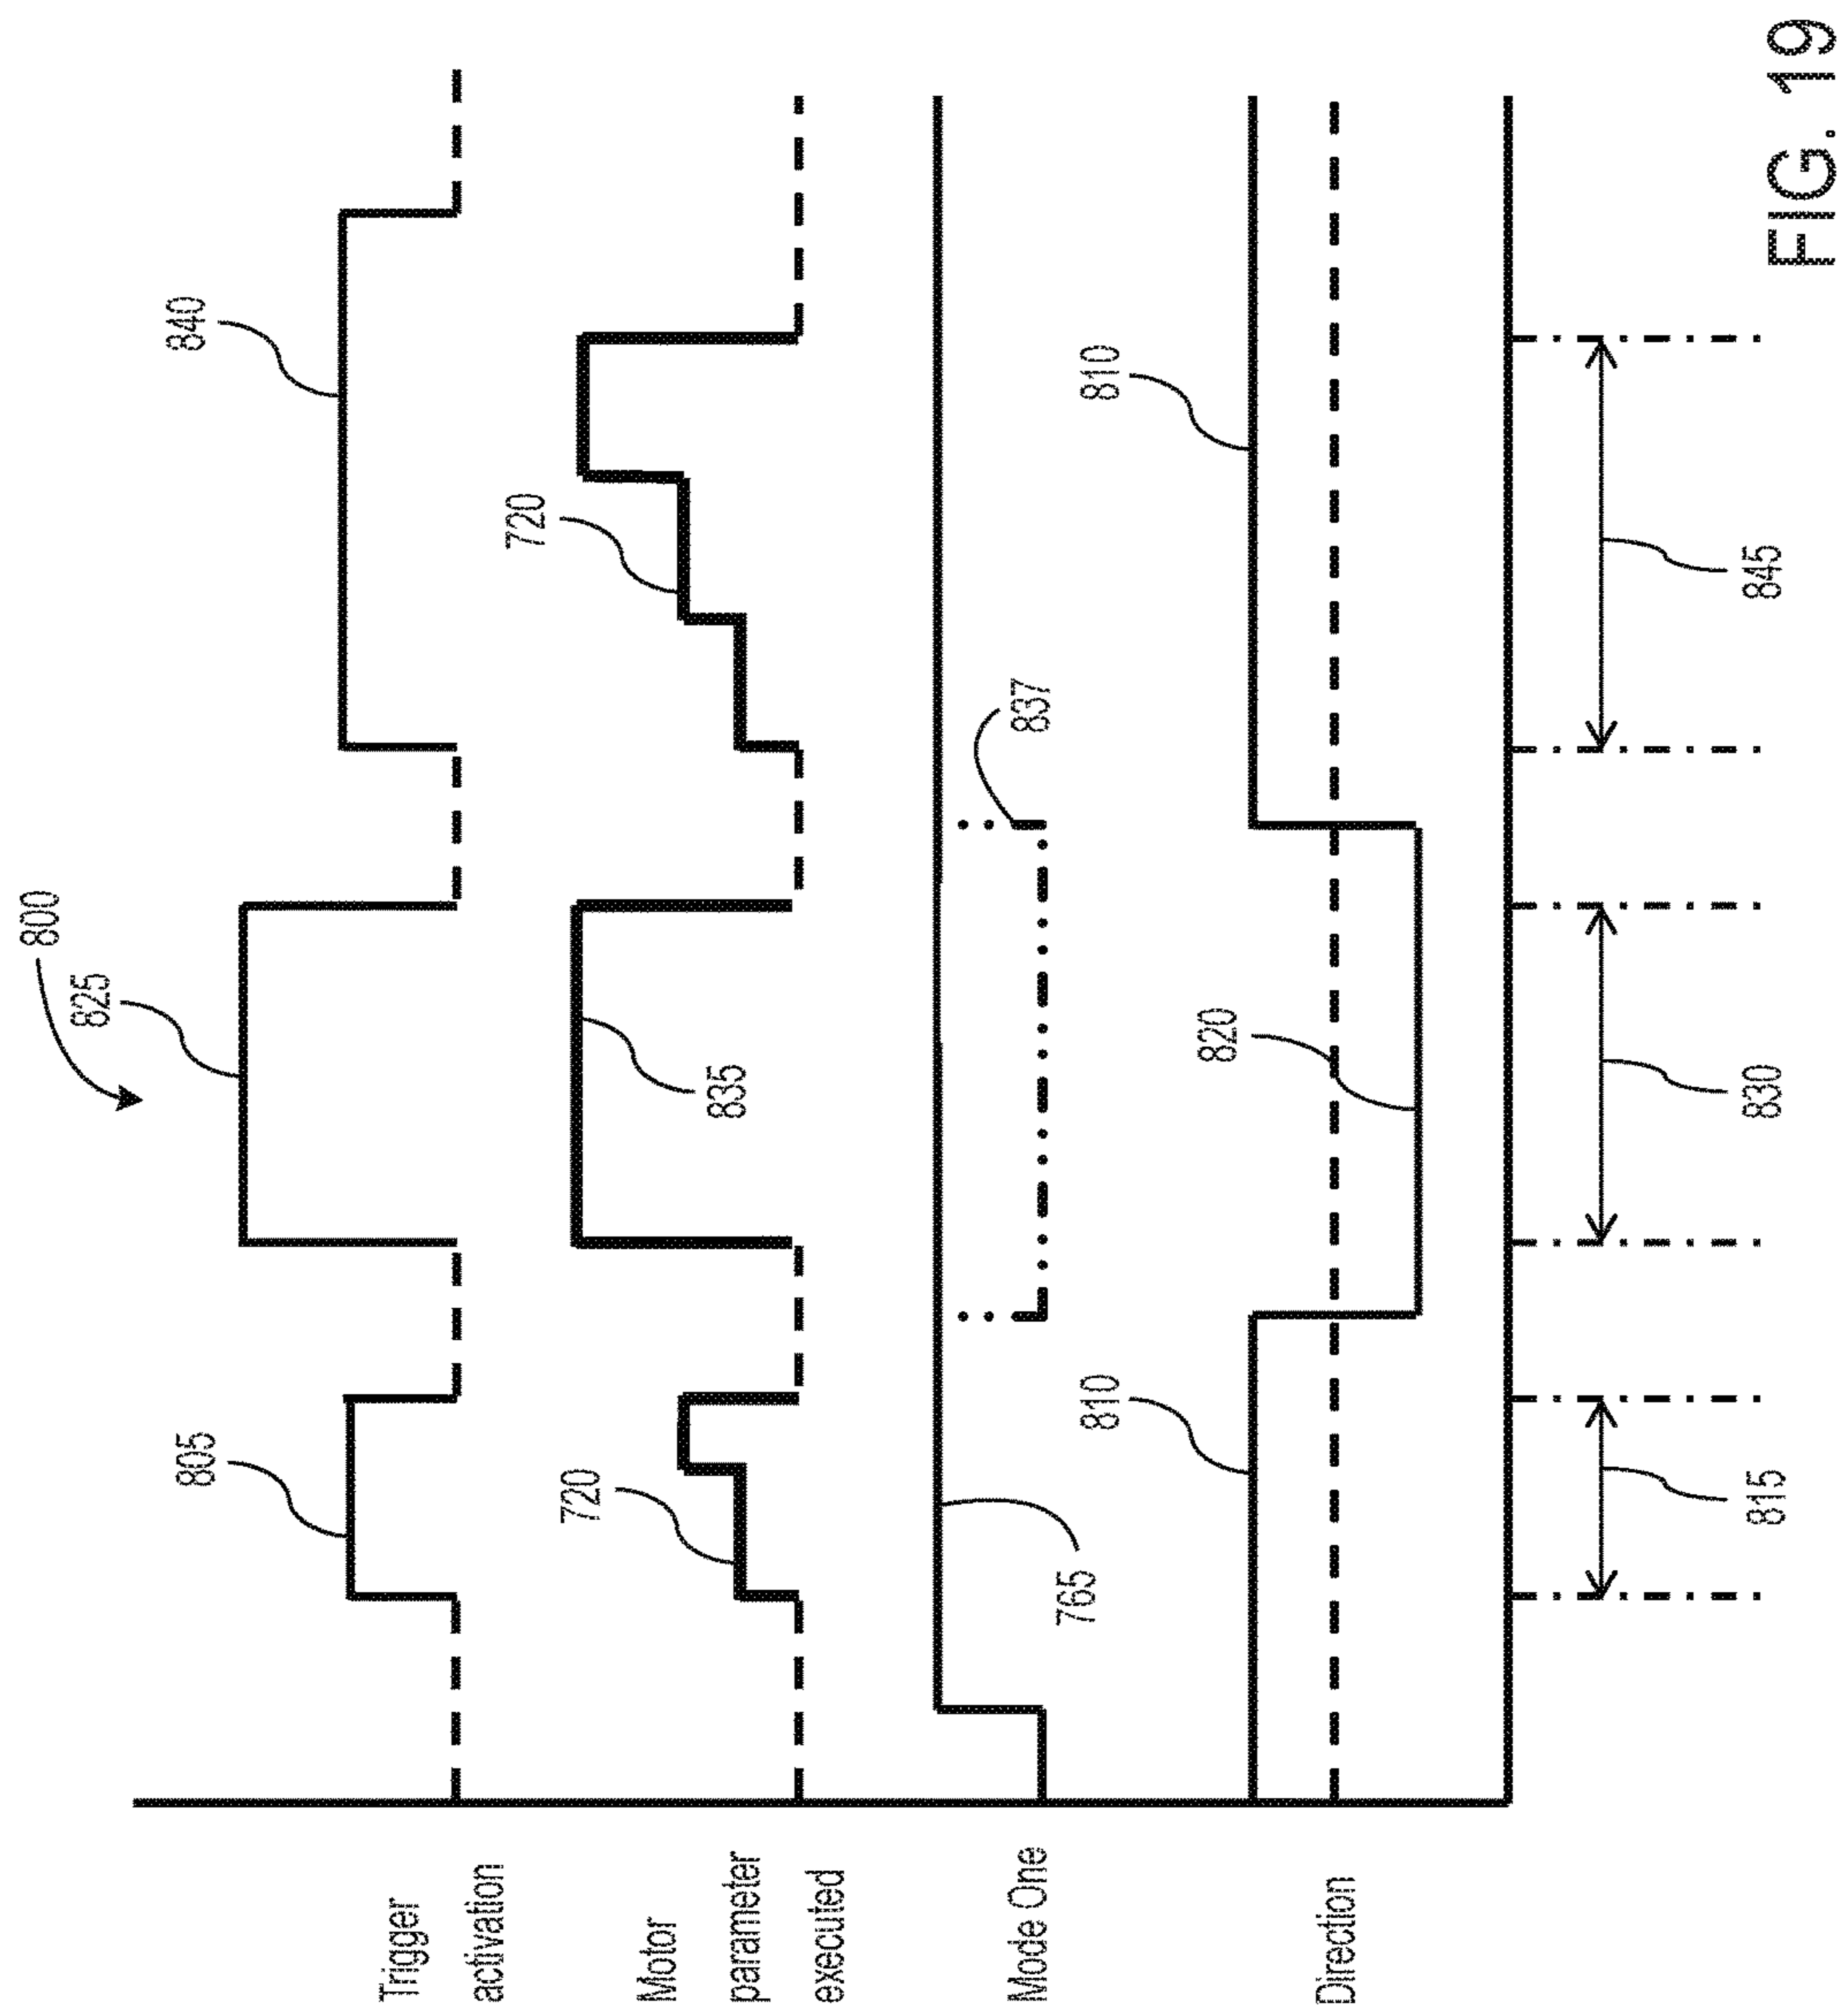 800
825
805
840
Trigger
activation
835
720
720
Motor
parameter
executed
837
765
Mode One
810
810
820
Direction
815
830
845
FIG. 19